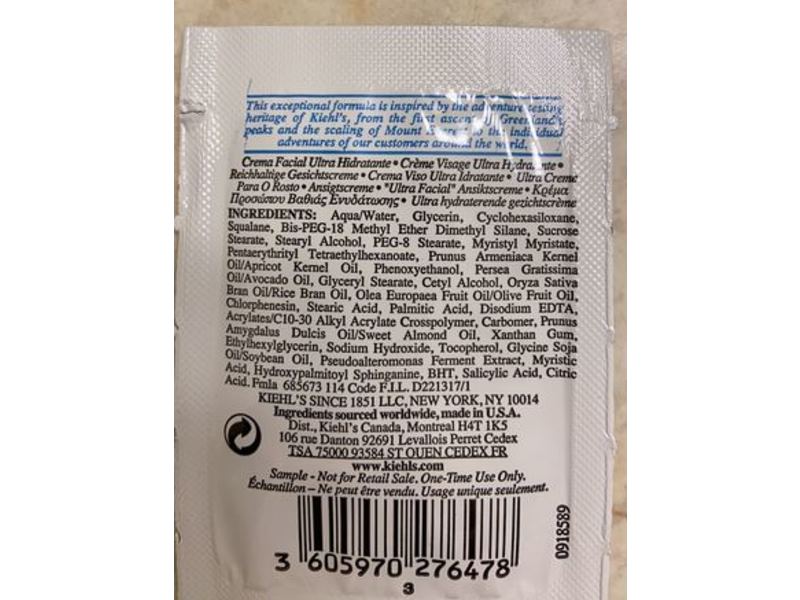 This exceptional formula is inspired by the adventure testing
heritage of Kiehl's, from the first ascent of Greenland's
peaks and the scaling of Mount Everest to the individual
adventures of our customers around the world.
Crema Facial Ultra Hidratante • Crème Visage Ultra Hydratante •
Reichhaltige Gesichtscreme • Crema Viso Ultra Idratante • Ultra Creme
Para O Rosto • Ansigtscreme • "Ultra Facial" Ansiktscreme • Κρέμα
Προσώπου Βαθιάς Ενυδάτωσης • Ultra hydraterende gezichtscrème
INGREDIENTS: Aqua/Water, Glycerin, Cyclohexasiloxane,
Squalane, Bis-PEG-18 Methyl Ether Dimethyl Silane, Sucrose
Stearate, Stearyl Alcohol, PEG-8 Stearate, Myristyl Myristate,
Pentaerythrityl Tetraethylhexanoate, Prunus Armeniaca Kernel
Oil/Apricot Kernel Oil, Phenoxyethanol, Persea Gratissima
Oil/Avocado Oil, Glyceryl Stearate, Cetyl Alcohol, Oryza Sativa
Bran Oil/Rice Bran Oil, Olea Europaea Fruit Oil/Olive Fruit Oil,
Chlorphenesin, Stearic Acid, Palmitic Acid, Disodium EDTA,
Acrylates/C10-30 Alkyl Acrylate Crosspolymer, Carbomer, Prunus
Amygdalus Dulcis Oil/Sweet Almond Oil, Xanthan Gum,
Ethylhexylglycerin, Sodium Hydroxide, Tocopherol, Glycine Soja
Oil/Soybean Oil, Pseudoalteromonas Ferment Extract, Myristic
Acid, Hydroxypalmitoyl Sphinganine, BHT, Salicylic Acid, Citric
Acid. Fmla 685673 114 Code F.I.L. D221317/1
KIEHL'S SINCE 1851 LLC, NEW YORK, NY 10014
Ingredients sourced worldwide, made in U.S.A.
Dist., Kiehl's Canada, Montreal H4T 1K5
106 rue Danton 92691 Levallois Perret Cedex
TSA 75000 93584 ST OUEN CEDEX FR
www.kiehls.com
Sample - Not for Retail Sale. One-Time Use Only.
Échantillon – Ne peut être vendu. Usage unique seulement.
0918589
3 605970 276478
3